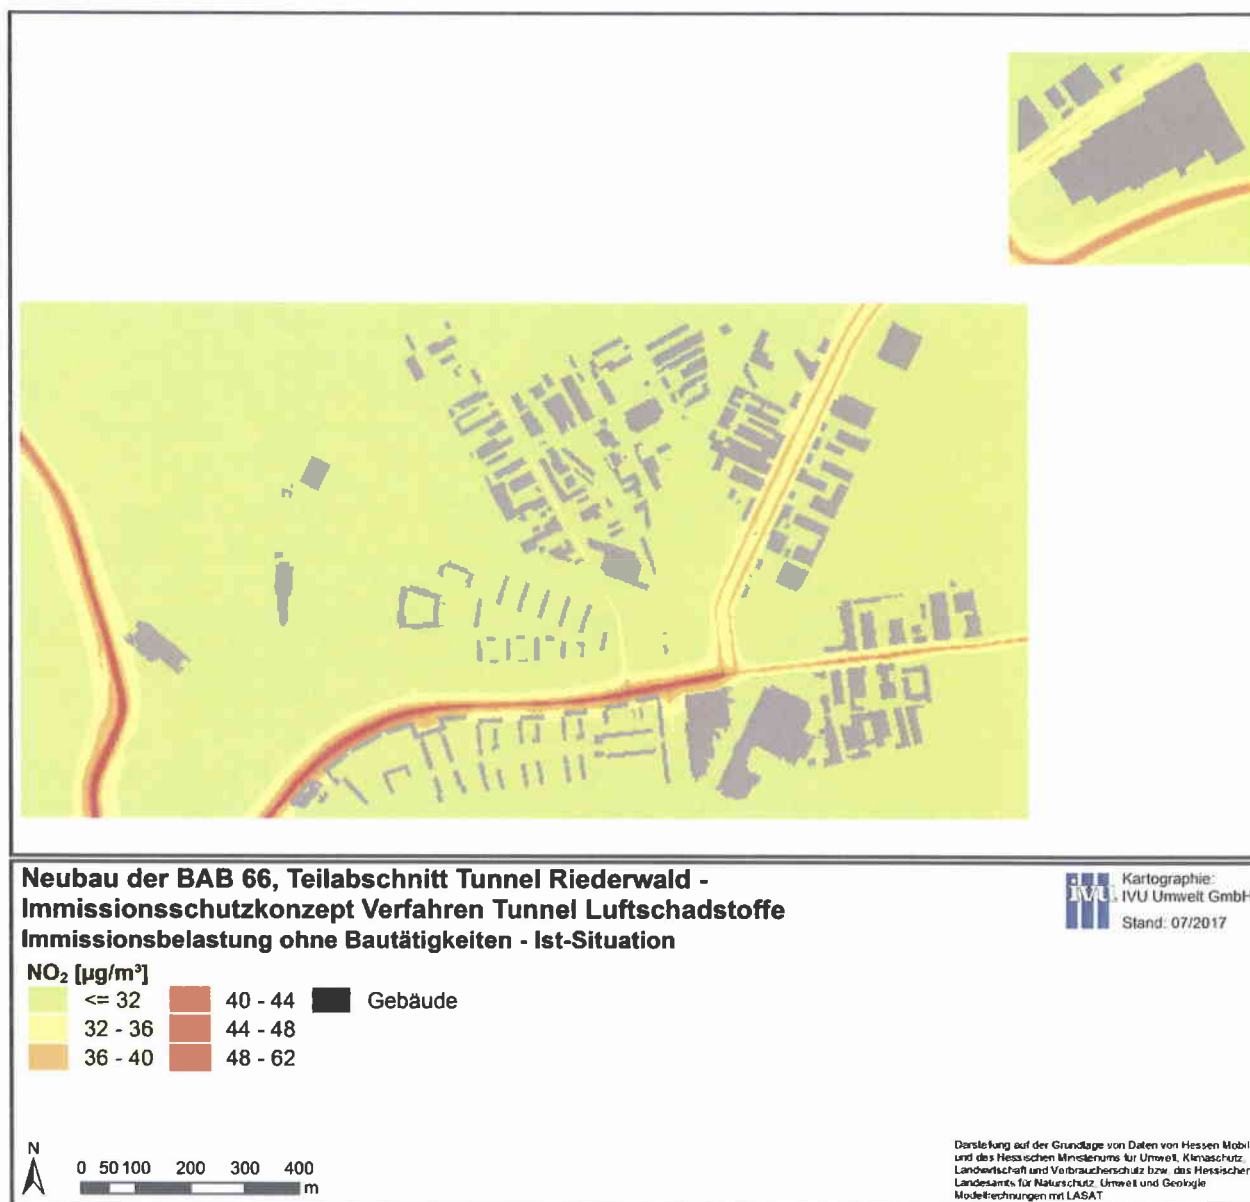 Neubau der BAB 66, Teilabschnitt Tunnel Riederwald -
Immissionsschutzkonzept Verfahren Tunnel Luftschadstoffe
Immissionsbelastung ohne Bautätigkeiten - Ist-Situation
IVU
Kartographie:
IVU Umwelt GmbH
Stand: 07/2017
NO₂ [µg/m³]
<= 32 40 - 44 Gebäude
32 - 36 44 - 48
36 - 40 48 - 62
N
0 50 100 200 300 400
m
Darstellung auf der Grundlage von Daten von Hessen Mobil
und des Hessischen Ministeriums für Umwelt, Klimaschutz,
Landwirtschaft und Verbraucherschutz bzw. des Hessischen
Landesamts für Naturschutz, Umwelt und Geologie
Modellrechnungen mit LASAT